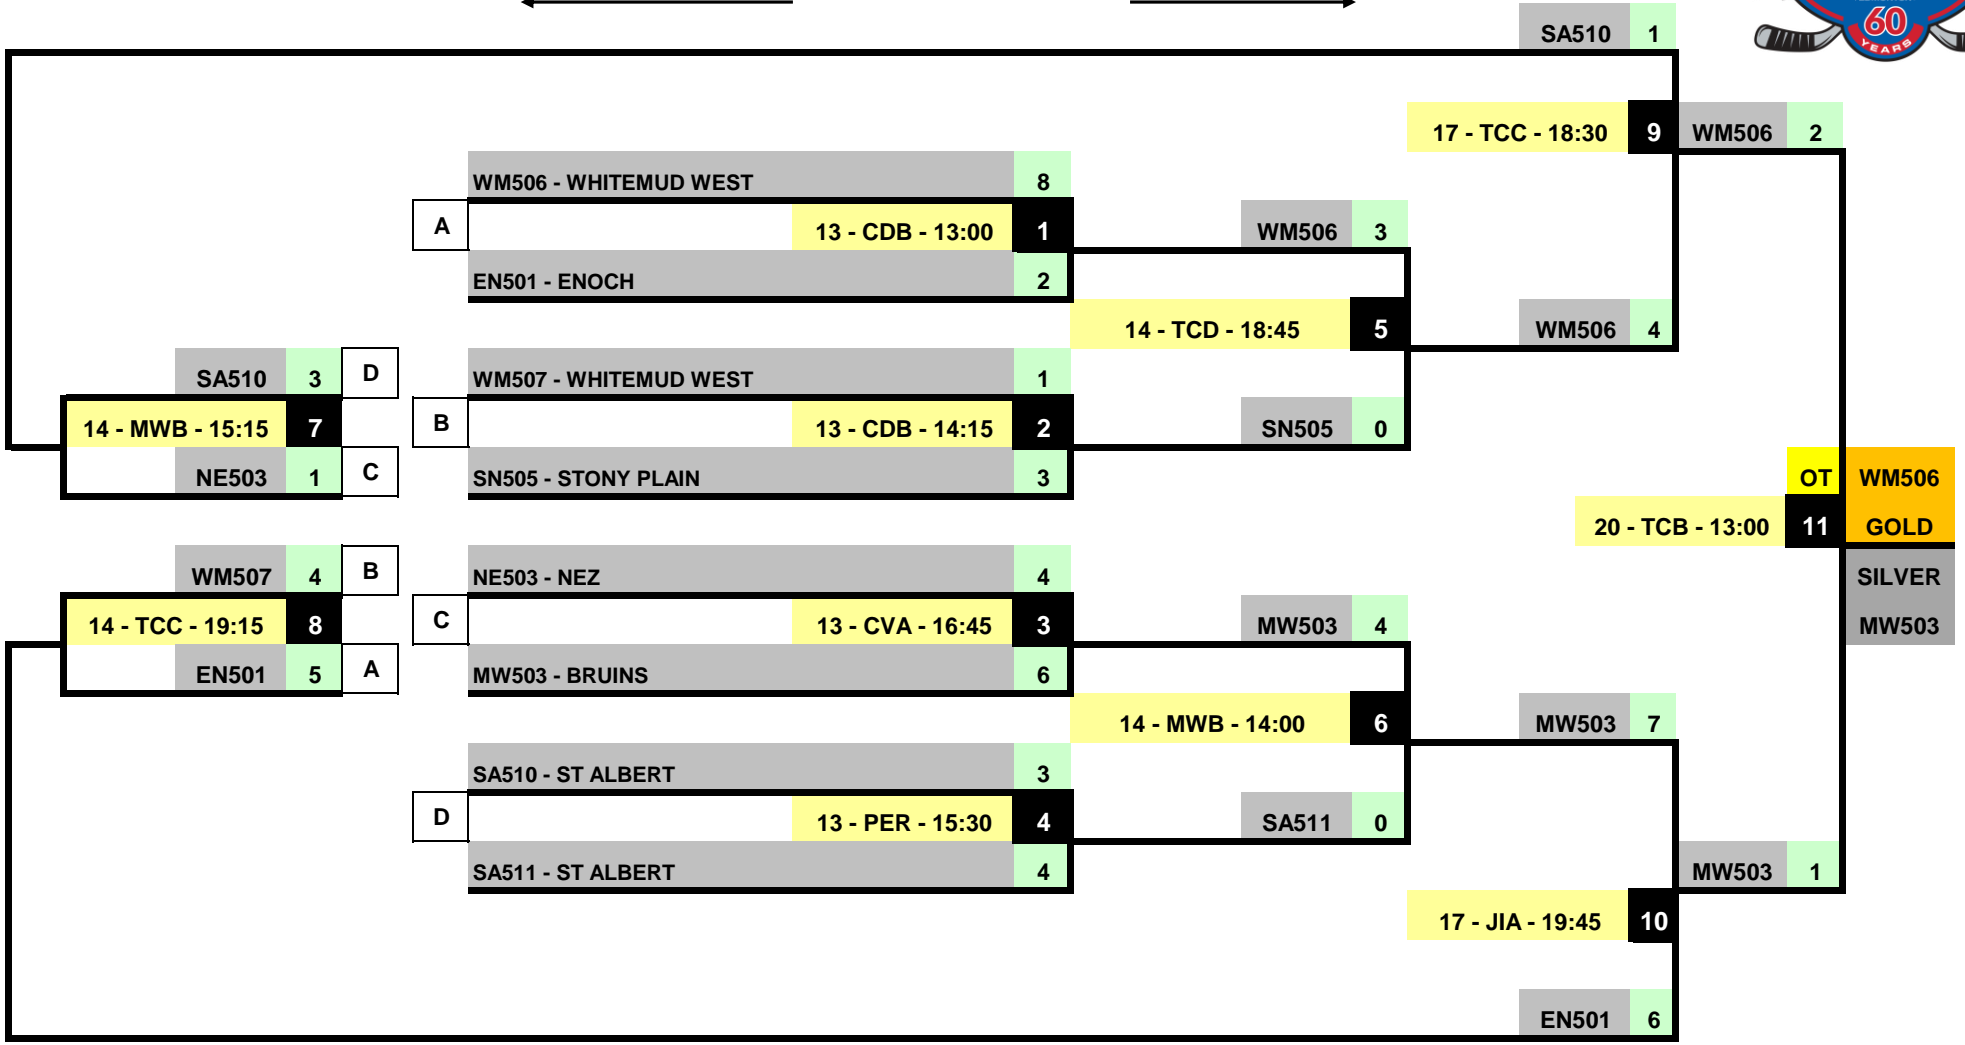 60
YEARS
SA510 1
17 - TCC - 18:30 9 WM506 2
WM506 - WHITEMUD WEST 8
A 13 - CDB - 13:00 1 WM506 3
EN501 - ENOCH 2
14 - TCD - 18:45 5 WM506 4
SA510 3 D WM507 - WHITEMUD WEST 1
14 - MWB - 15:15 7 B 13 - CDB - 14:15 2 SN505 0
NE503 1 C SN505 - STONY PLAIN 3 OT WM506
20 - TCB - 13:00 11 GOLD
WM507 4 B NE503 - NEZ 4 SILVER
14 - TCC - 19:15 8 C 13 - CVA - 16:45 3 MW503 4 MW503
EN501 5 A MW503 - BRUINS 6
14 - MWB - 14:00 6 MW503 7
SA510 - ST ALBERT 3
D 13 - PER - 15:30 4 SA511 0
SA511 - ST ALBERT 4 MW503 1
17 - JIA - 19:45 10
EN501 6